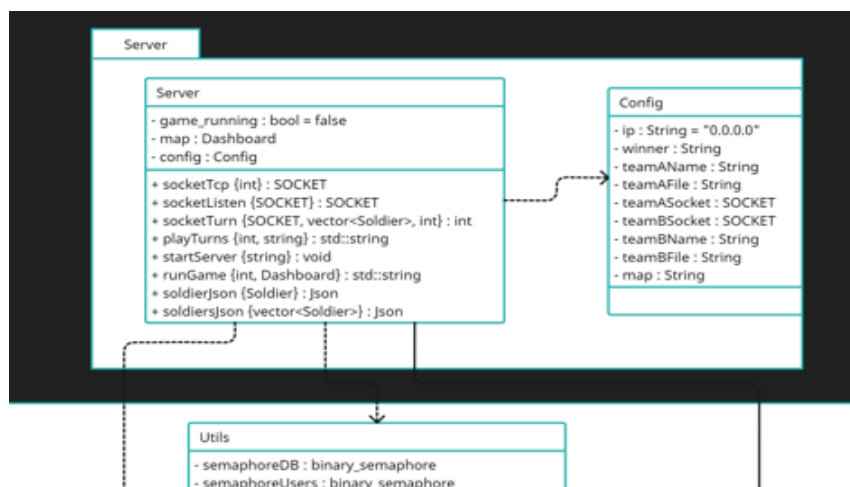 Server
Server
- game_running : bool = false
- map : Dashboard
- config : Config
+ socketTcp {int} : SOCKET
+ socketListen {SOCKET} : SOCKET
+ socketTurn {SOCKET, vector<Soldier>, int} : int
+ playTurns {int, string} : std::string
+ startServer {string} : void
+ runGame {int, Dashboard} : std::string
+ soldierJson {Soldier} : Json
+ soldiersJson {vector<Soldier>} : Json
Config
- ip : String = "0.0.0.0"
- winner : String
- teamAName : String
- teamAFile : String
- teamASocket : SOCKET
- teamBSocket : SOCKET
- teamBName : String
- teamBFile : String
- map : String
Utils
- semaphoreDB : binary_semaphore
- semaphoreUsers : binary_semaphore